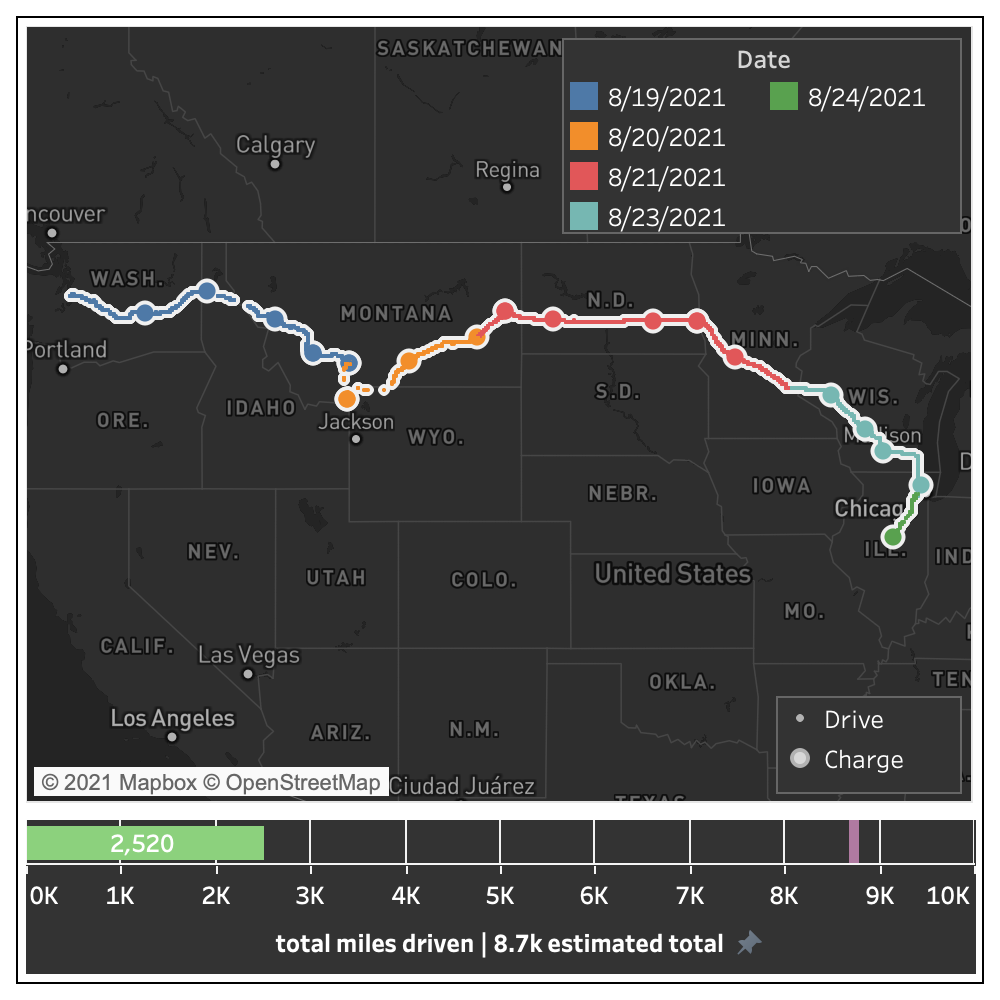 SASKATCHEWAN
Date
8/19/2021
8/24/2021
8/20/2021
8/21/2021
8/23/2021
Calgary
Regina
ncouver
WASH.
MONTANA
N.D.
MINN.
Portland
IDAHO
S.D.
WIS.
ORE.
Jackson
WYO.
Madison
D
NEBR.
IOWA
Chicag
NEV.
ILL.
IND
UTAH
COLO.
United States
MO.
CALIF.
Las Vegas
OKLA.
TEN
Los Angeles
ARIZ.
N.M.
Drive
Charge
© 2021 Mapbox © OpenStreetMap
Ciudad Juárez
TEXAS
2,520
0K 1K 2K 3K 4K 5K 6K 7K 8K 9K 10K
total miles driven | 8.7k estimated total